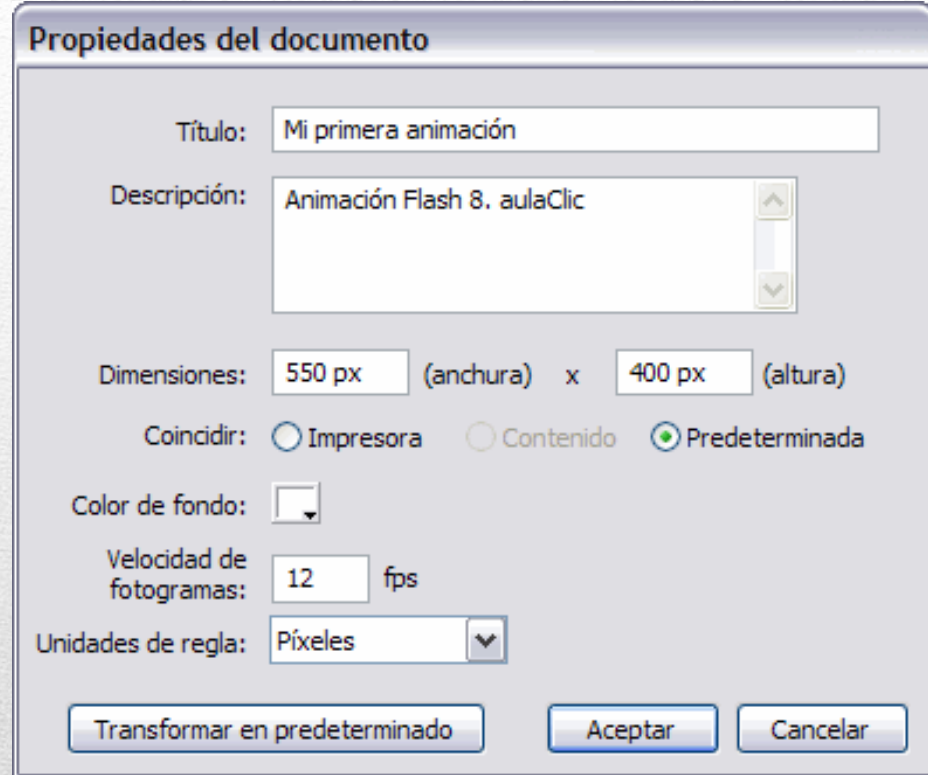 Propiedades del documento
Título: Mi primera animación
Descripción: Animación Flash 8. aulaClic
Dimensiones: 550 px (anchura) x 400 px (altura)
Coincidir: Impresora Contenido Predeterminada
Color de fondo:
Velocidad de
fotogramas: 12 fps
Unidades de regla: Píxeles
Transformar en predeterminado Aceptar Cancelar